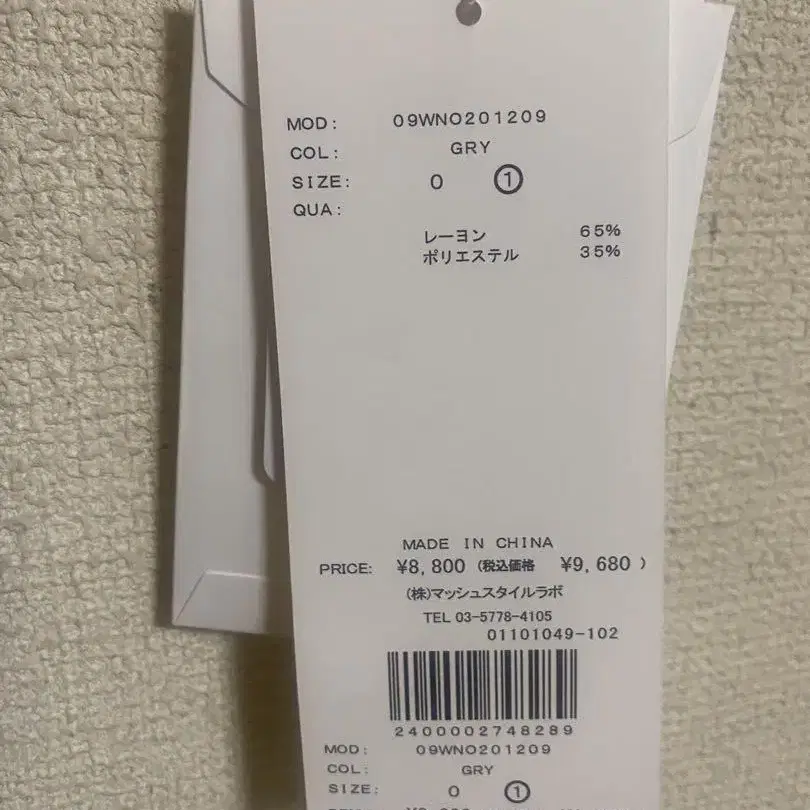 MOD: 09WNO201209
COL: GRY
SIZE: 0 ①
QUA:
レーヨン 65%
ポリエステル 35%
MADE IN CHINA
PRICE: ¥8,800 (税込価格 ¥9,680 )
(株)マッシュスタイルラボ
TEL 03-5778-4105
01101049-102
2400002748289
MOD: 09WNO201209
COL: GRY
SIZE: 0 ①